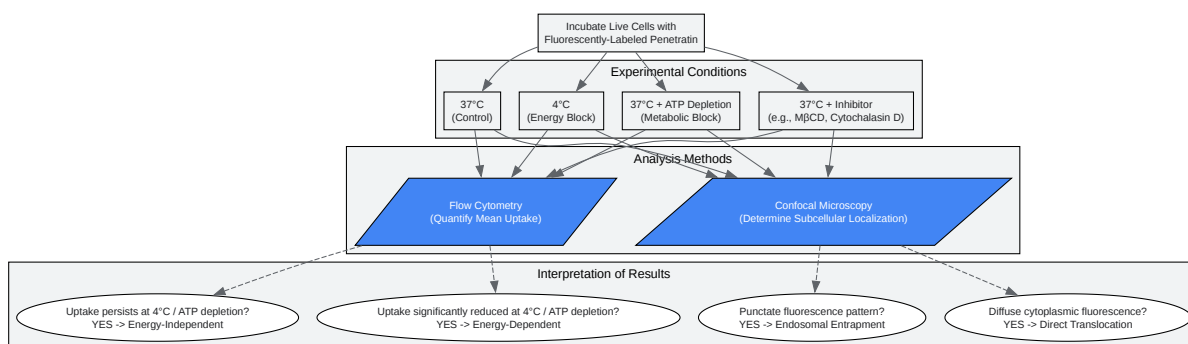 Incubate Live Cells with
Fluorescently-Labeled Penetratin
Experimental Conditions
37°C
(Control)
4°C
(Energy Block)
37°C + ATP Depletion
(Metabolic Block)
37°C + Inhibitor
(e.g., MβCD, Cytochalasin D)
Analysis Methods
Flow Cytometry
(Quantify Mean Uptake)
Confocal Microscopy
(Determine Subcellular Localization)
Interpretation of Results
Uptake persists at 4°C / ATP depletion?
YES -> Energy-Independent
Uptake significantly reduced at 4°C / ATP depletion?
YES -> Energy-Dependent
Punctate fluorescence pattern?
YES -> Endosomal Entrapment
Diffuse cytoplasmic fluorescence?
YES -> Direct Translocation